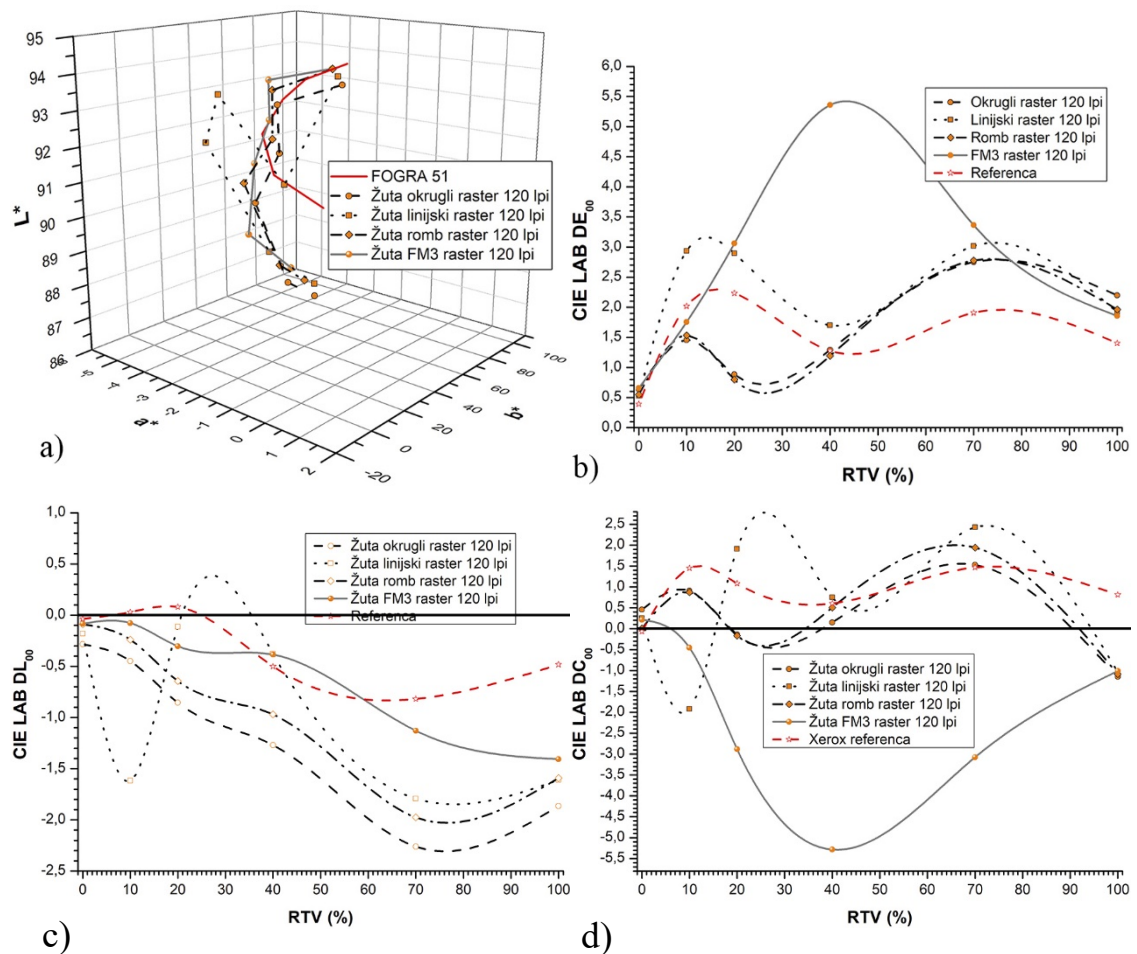 95
94
93
92
91
90
89
88
87
86
L*
-6
-5
-4
-3
-2
-1
0
1
2
a*
-20
0
20
40
60
80
100
b*
FOGRA 51
Žuta okrugli raster 120 lpi
Žuta linijski raster 120 lpi
Žuta romb raster 120 lpi
Žuta FM3 raster 120 lpi
a)
6,0
5,5
5,0
4,5
4,0
3,5
3,0
2,5
2,0
1,5
1,0
0,5
0,0
CIE LAB DE00
Okrugli raster 120 lpi
Linijski raster 120 lpi
Romb raster 120 lpi
FM3 raster 120 lpi
Referenca
0 10 20 30 40 50 60 70 80 90 100
RTV (%)
b)
1,0
0,5
0,0
-0,5
-1,0
-1,5
-2,0
-2,5
CIE LAB DL00
Žuta okrugli raster 120 lpi
Žuta linijski raster 120 lpi
Žuta romb raster 120 lpi
Žuta FM3 raster 120 lpi
Referenca
0 10 20 30 40 50 60 70 80 90 100
RTV (%)
c)
2,5
2,0
1,5
1,0
0,5
0,0
-0,5
-1,0
-1,5
-2,0
-2,5
-3,0
-3,5
-4,0
-4,5
-5,0
-5,5
CIE LAB DC00
Žuta okrugli raster 120 lpi
Žuta linijski raster 120 lpi
Žuta romb raster 120 lpi
Žuta FM3 raster 120 lpi
Xerox referenca
0 10 20 30 40 50 60 70 80 90 100
RTV (%)
d)